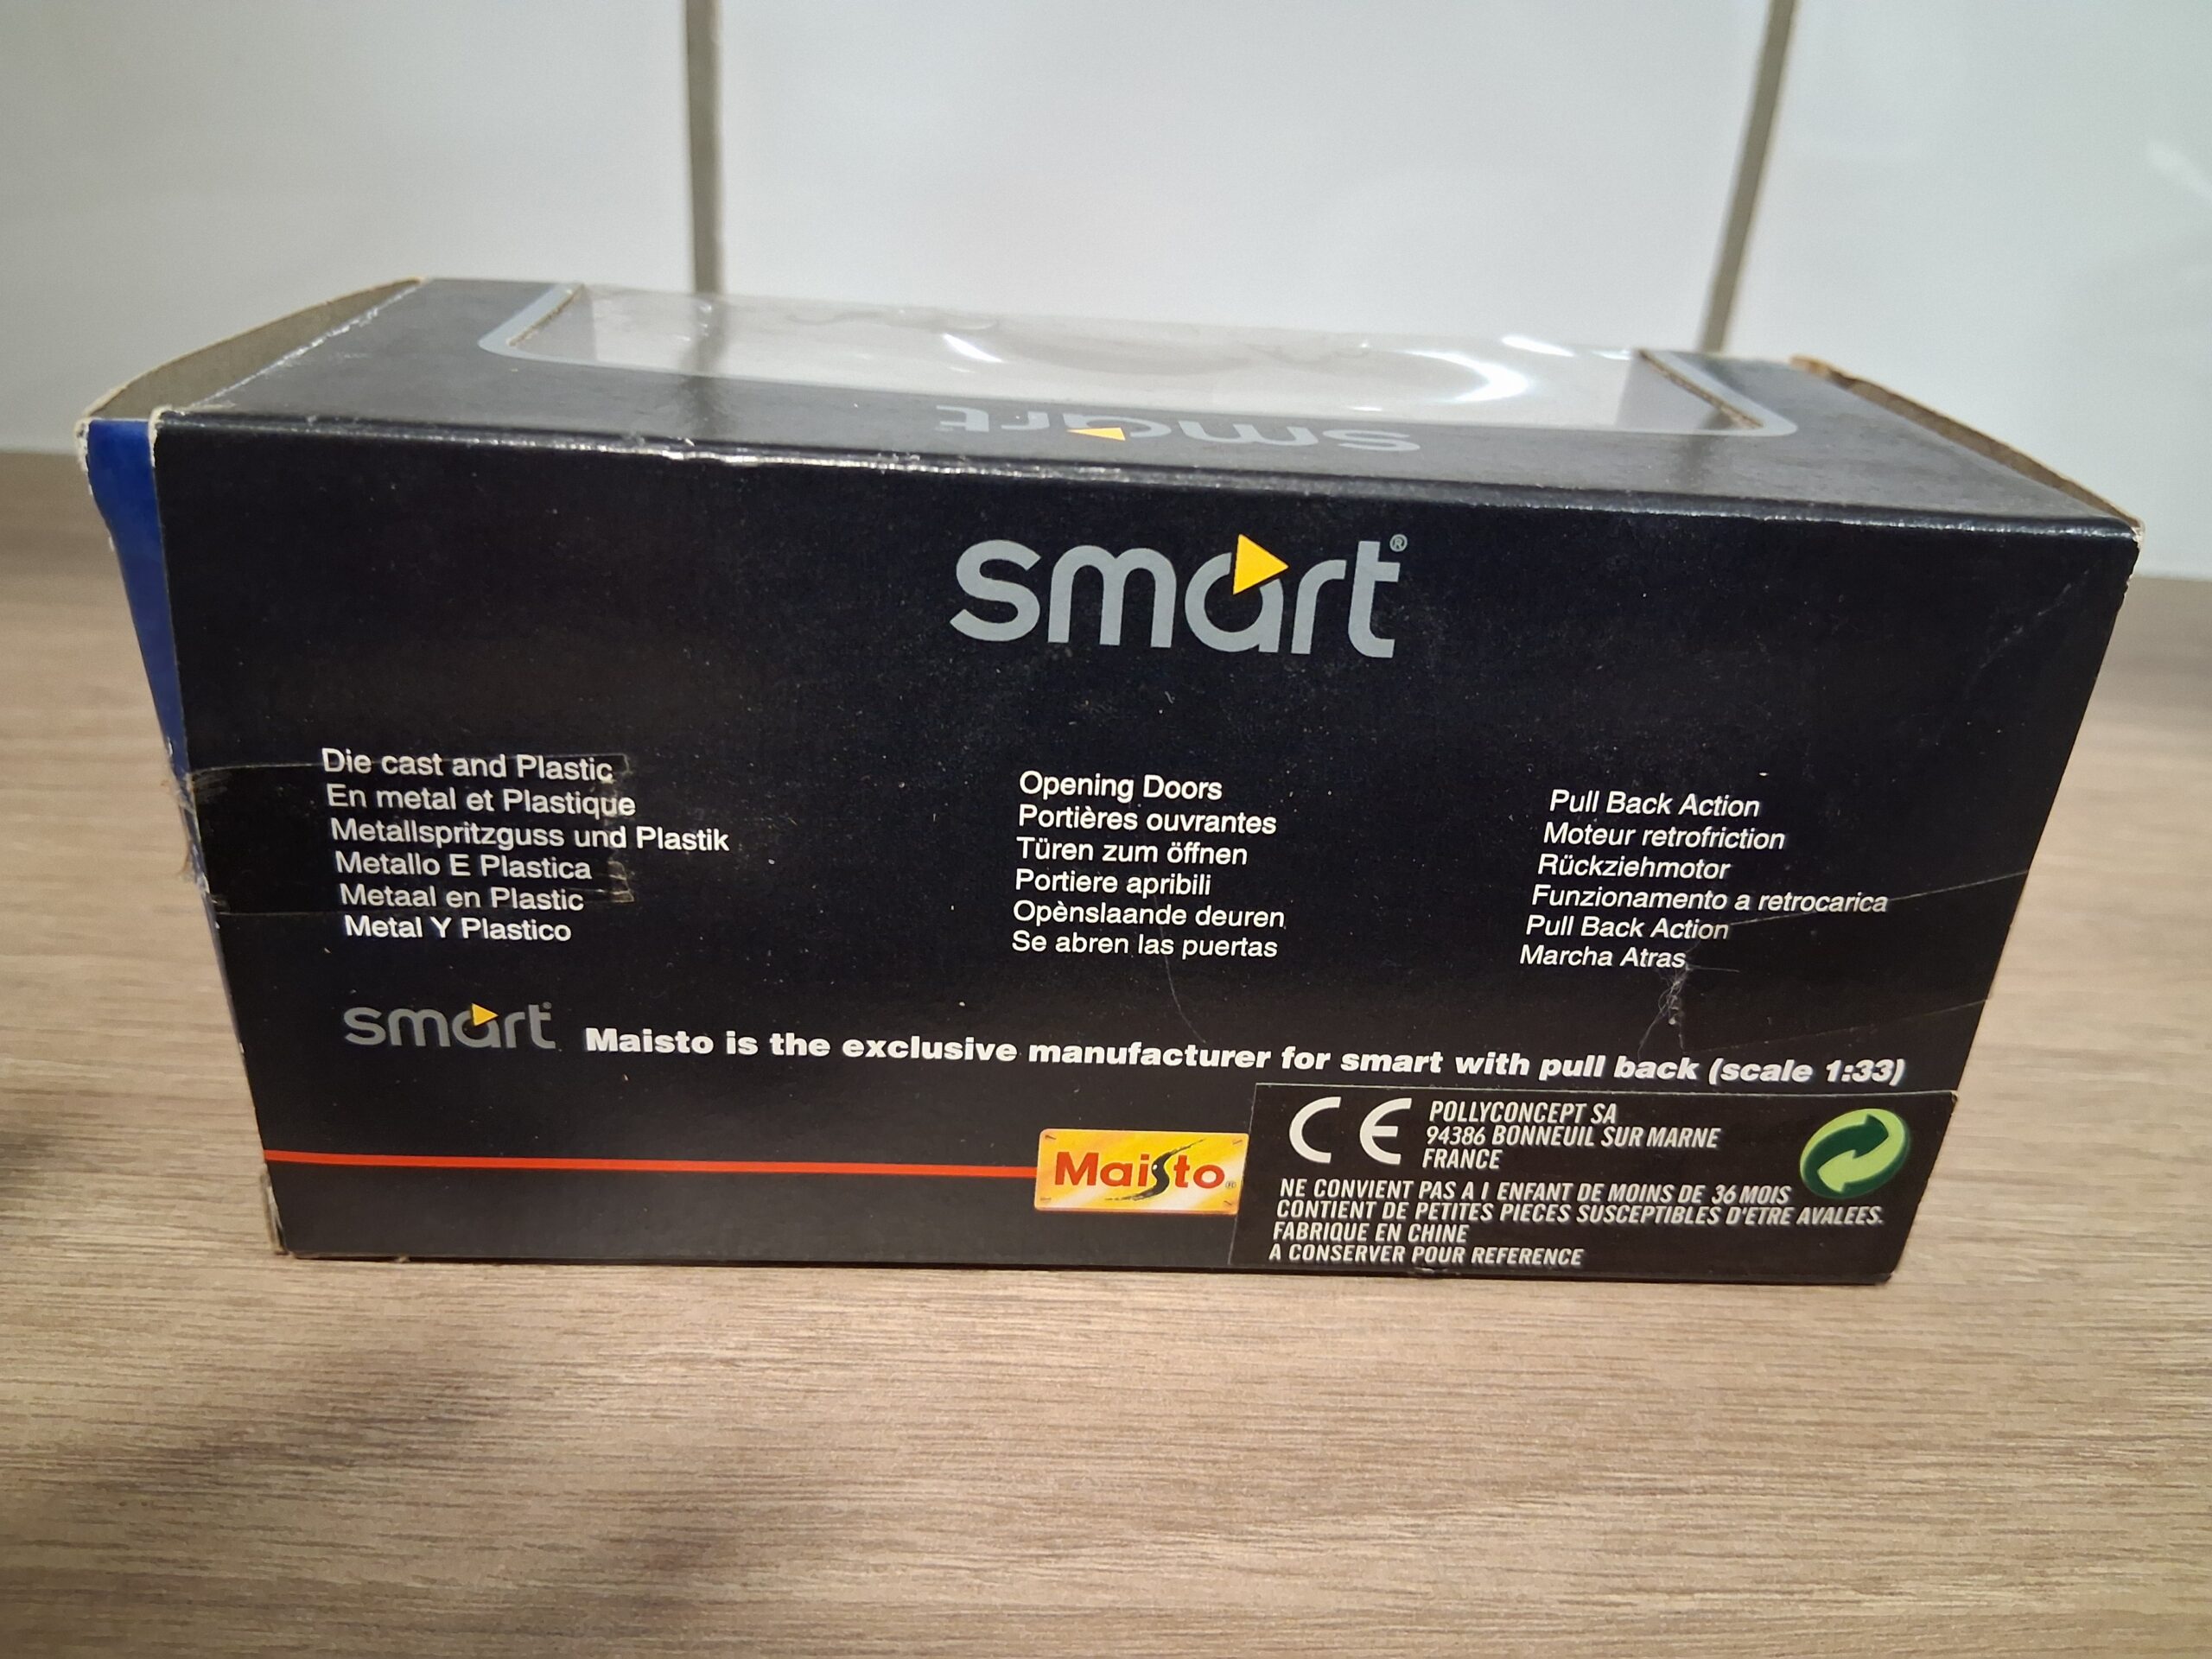 smart
smart®
Die cast and Plastic
En metal et Plastique
Metallspritzguss und Plastik
Metallo E Plastica
Metaal en Plastic
Metal Y Plastico
Opening Doors
Portières ouvrantes
Türen zum öffnen
Portiere apribili
Opènslaande deuren
Se abren las puertas
Pull Back Action
Moteur retrofriction
Rückziehmotor
Funzionamento a retrocarica
Pull Back Action
Marcha Atras
smart® Maisto is the exclusive manufacturer for smart with pull back (scale 1:33)
Maisto®
CE
POLLYCONCEPT SA
94386 BONNEUIL SUR MARNE
FRANCE
NE CONVIENT PAS A I ENFANT DE MOINS DE 36 MOIS
CONTIENT DE PETITES PIECES SUSCEPTIBLES D'ETRE AVALEES.
FABRIQUE EN CHINE
A CONSERVER POUR REFERENCE